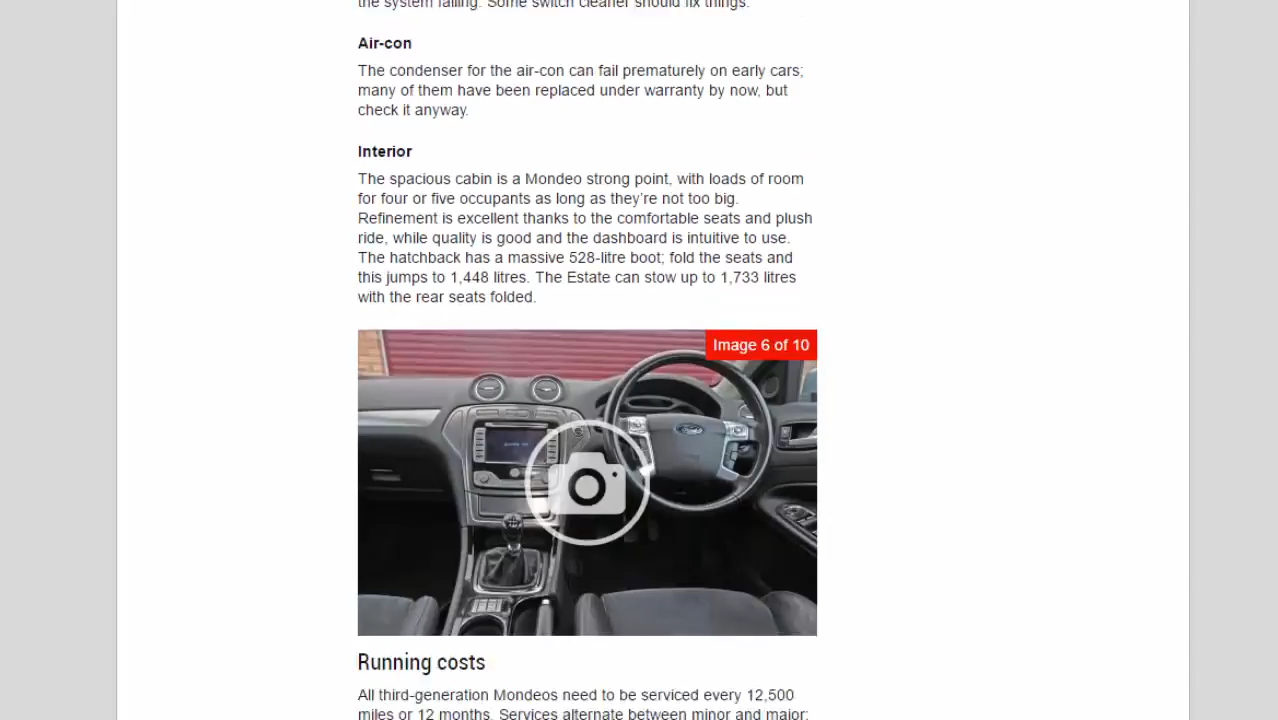 the system failing. Some switch cleaner should fix things.
Air-con
The condenser for the air-con can fail prematurely on early cars;
many of them have been replaced under warranty by now, but
check it anyway.
Interior
The spacious cabin is a Mondeo strong point, with loads of room
for four or five occupants as long as they’re not too big.
Refinement is excellent thanks to the comfortable seats and plush
ride, while quality is good and the dashboard is intuitive to use.
The hatchback has a massive 528-litre boot; fold the seats and
this jumps to 1,448 litres. The Estate can stow up to 1,733 litres
with the rear seats folded.
Image 6 of 10
Ford
Running costs
All third-generation Mondeos need to be serviced every 12,500
miles or 12 months. Services alternate between minor and major;